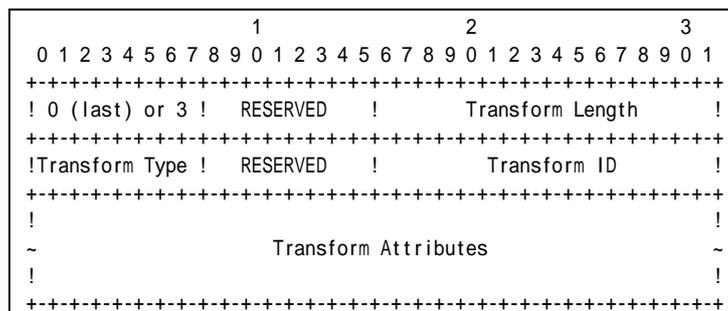 1                   2                   3
 0 1 2 3 4 5 6 7 8 9 0 1 2 3 4 5 6 7 8 9 0 1 2 3 4 5 6 7 8 9 0 1
+-+-+-+-+-+-+-+-+-+-+-+-+-+-+-+-+-+-+-+-+-+-+-+-+-+-+-+-+-+-+-+-+
! 0 (last) or 3 !   RESERVED    !       Transform Length        !
+-+-+-+-+-+-+-+-+-+-+-+-+-+-+-+-+-+-+-+-+-+-+-+-+-+-+-+-+-+-+-+-+
!Transform Type !   RESERVED    !         Transform ID          !
+-+-+-+-+-+-+-+-+-+-+-+-+-+-+-+-+-+-+-+-+-+-+-+-+-+-+-+-+-+-+-+-+
!                                                               !
~                      Transform Attributes                     ~
!                                                               !
+-+-+-+-+-+-+-+-+-+-+-+-+-+-+-+-+-+-+-+-+-+-+-+-+-+-+-+-+-+-+-+-+